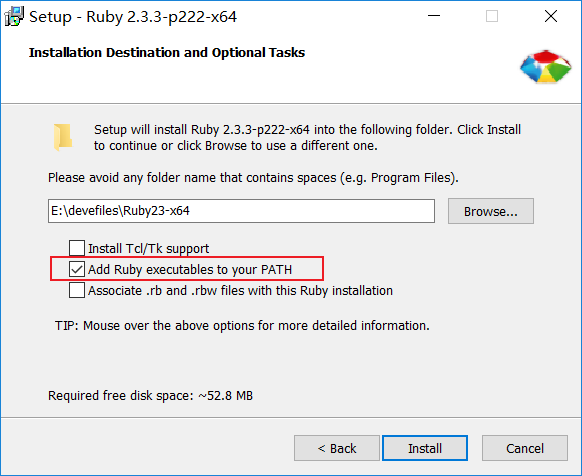 Setup - Ruby 2.3.3-p222-x64
Installation Destination and Optional Tasks
Setup will install Ruby 2.3.3-p222-x64 into the following folder. Click Install
to continue or click Browse to use a different one.
Please avoid any folder name that contains spaces (e.g. Program Files).
E:\devefiles\Ruby23-x64
Browse...
Install Tcl/Tk support
Add Ruby executables to your PATH
Associate .rb and .rbw files with this Ruby installation
TIP: Mouse over the above options for more detailed information.
Required free disk space: ~52.8 MB
< Back
Install
Cancel